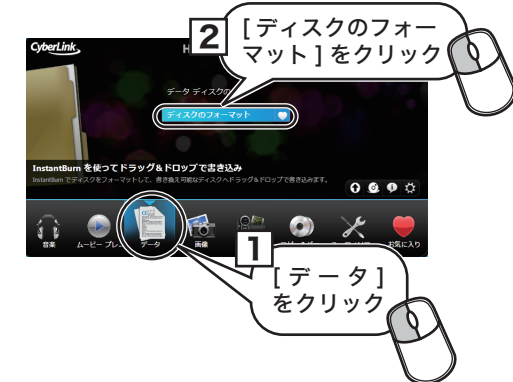 2
[ディスクのフォー
マット]をクリック
CyberLink
データ ディスクの
ディスクのフォーマット
InstantBurn を使ってドラッグ&ドロップで書き込み
InstantBurn でディスクをフォーマットして、書き換え可能なディスクへドラッグ&ドロップで書き込みます。
音楽
データ
画像
お気に入り
1
[データ]
をクリック